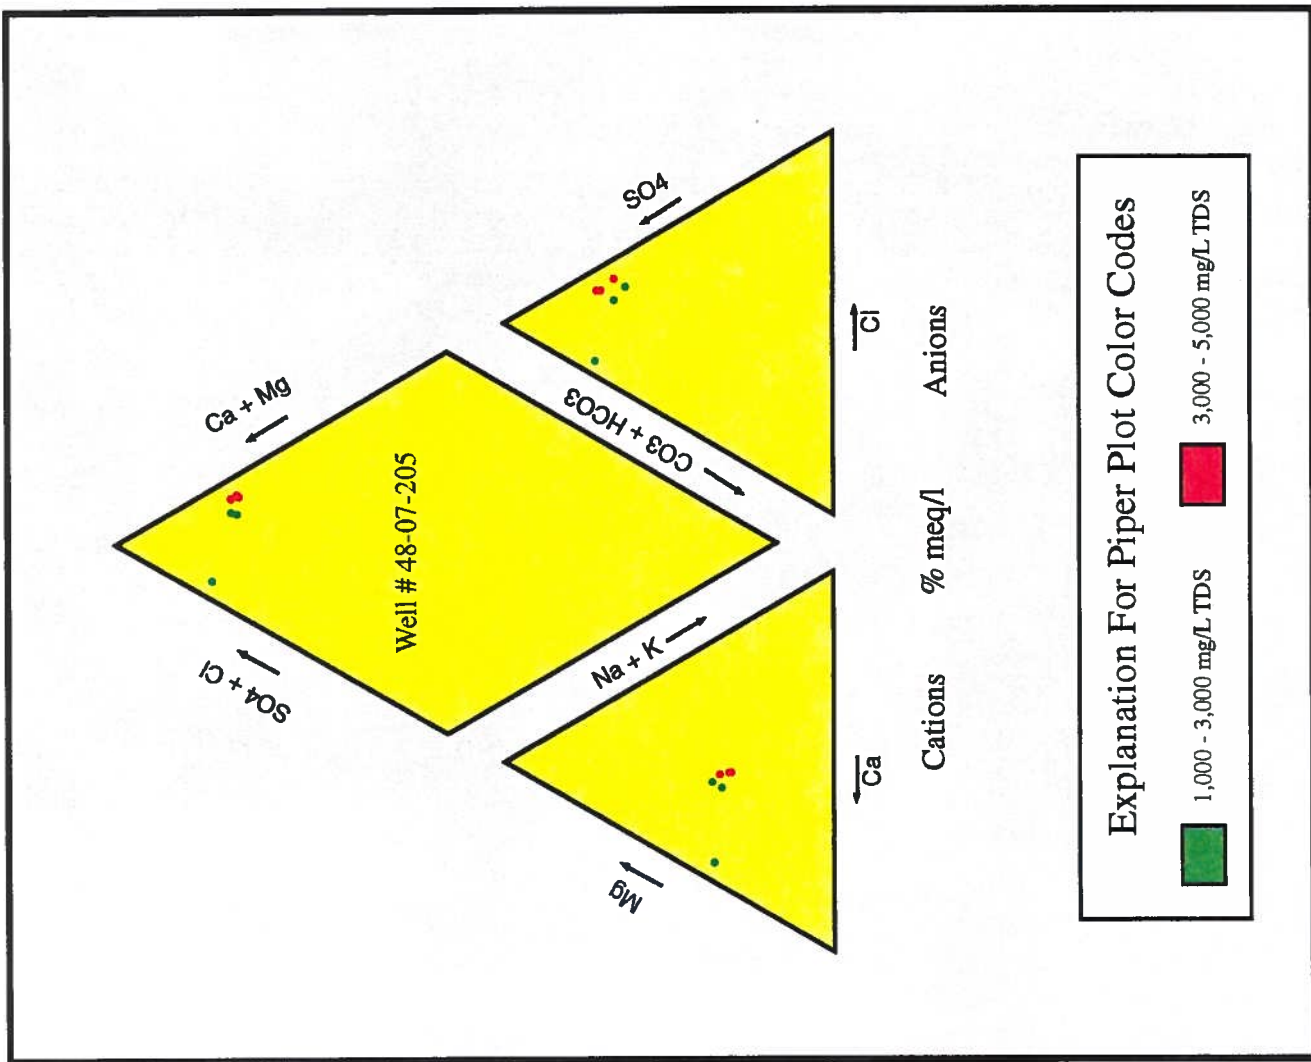 Ca + Mg
SO4 + Cl
Well # 48-07-205
SO4
CO3 + HCO3
Na + K
Mg
Cl
Ca
Cations
% meq/l
Anions
Explanation For Piper Plot Color Codes
1,000 - 3,000 mg/L TDS
3,000 - 5,000 mg/L TDS